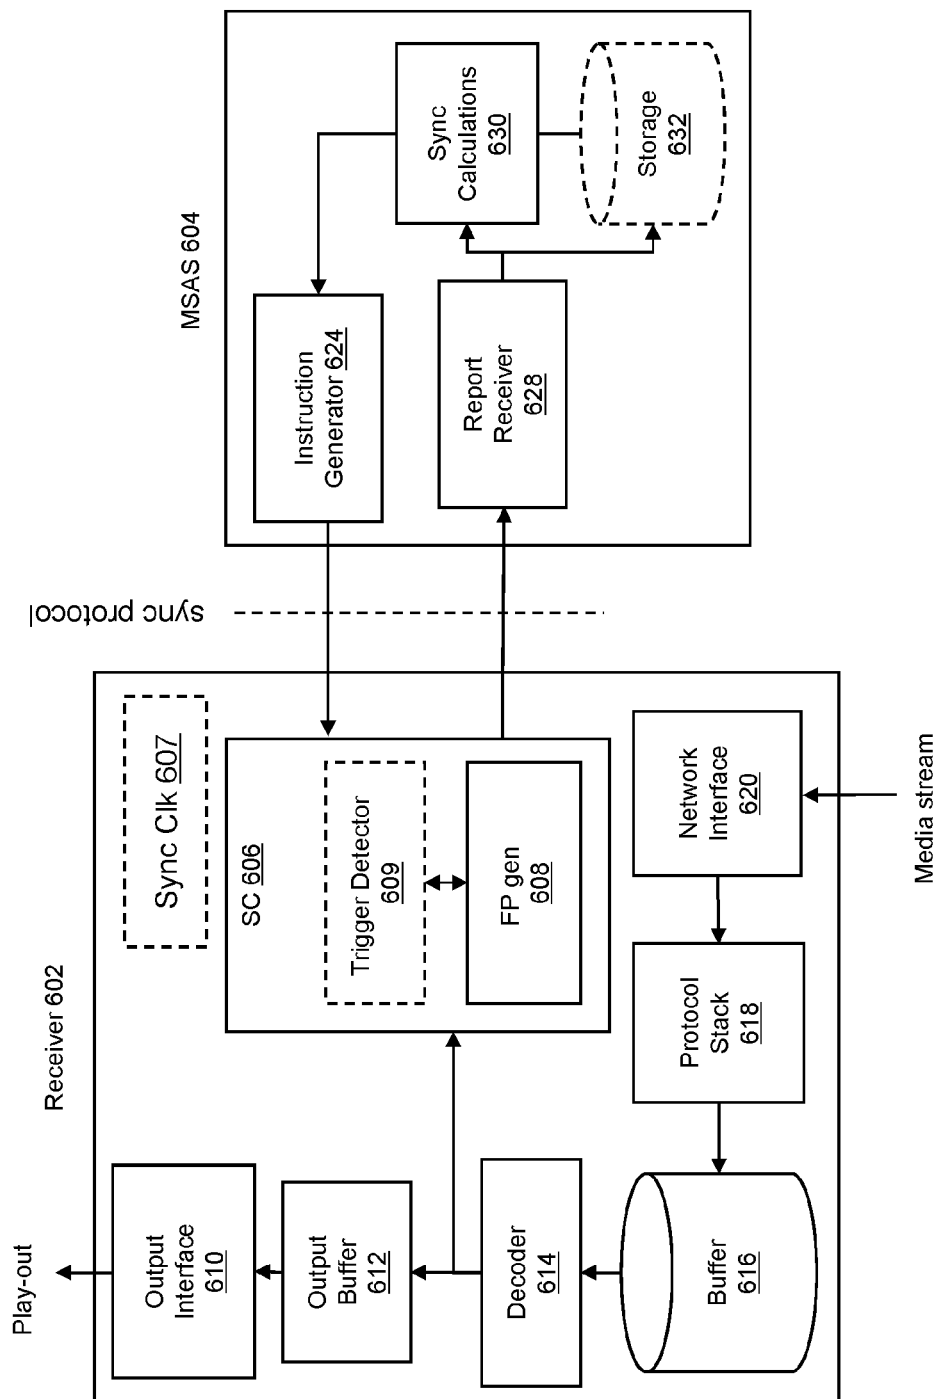 Play-out
Receiver 602
Output
Interface
610
Output
Buffer
612
Decoder
614
Buffer
616
Protocol
Stack
618
Network
Interface
620
Media stream
SC 606
Trigger Detector
609
FP gen
608
Sync Clk 607
sync protocol
MSAS 604
Instruction
Generator 624
Report
Receiver
628
Sync
Calculations
630
Storage
632